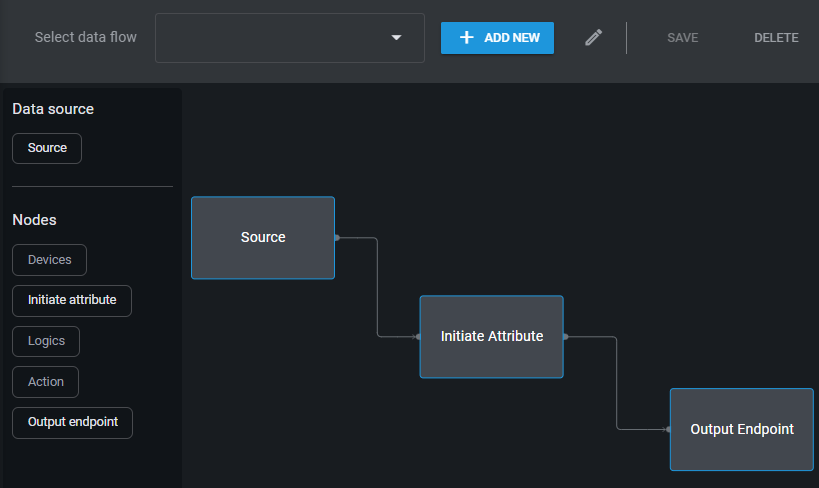 Select data flow
ADD NEW
SAVE
DELETE
Data source
Source
Nodes
Devices
Initiate attribute
Logics
Action
Output endpoint
Source
Initiate Attribute
Output Endpoint